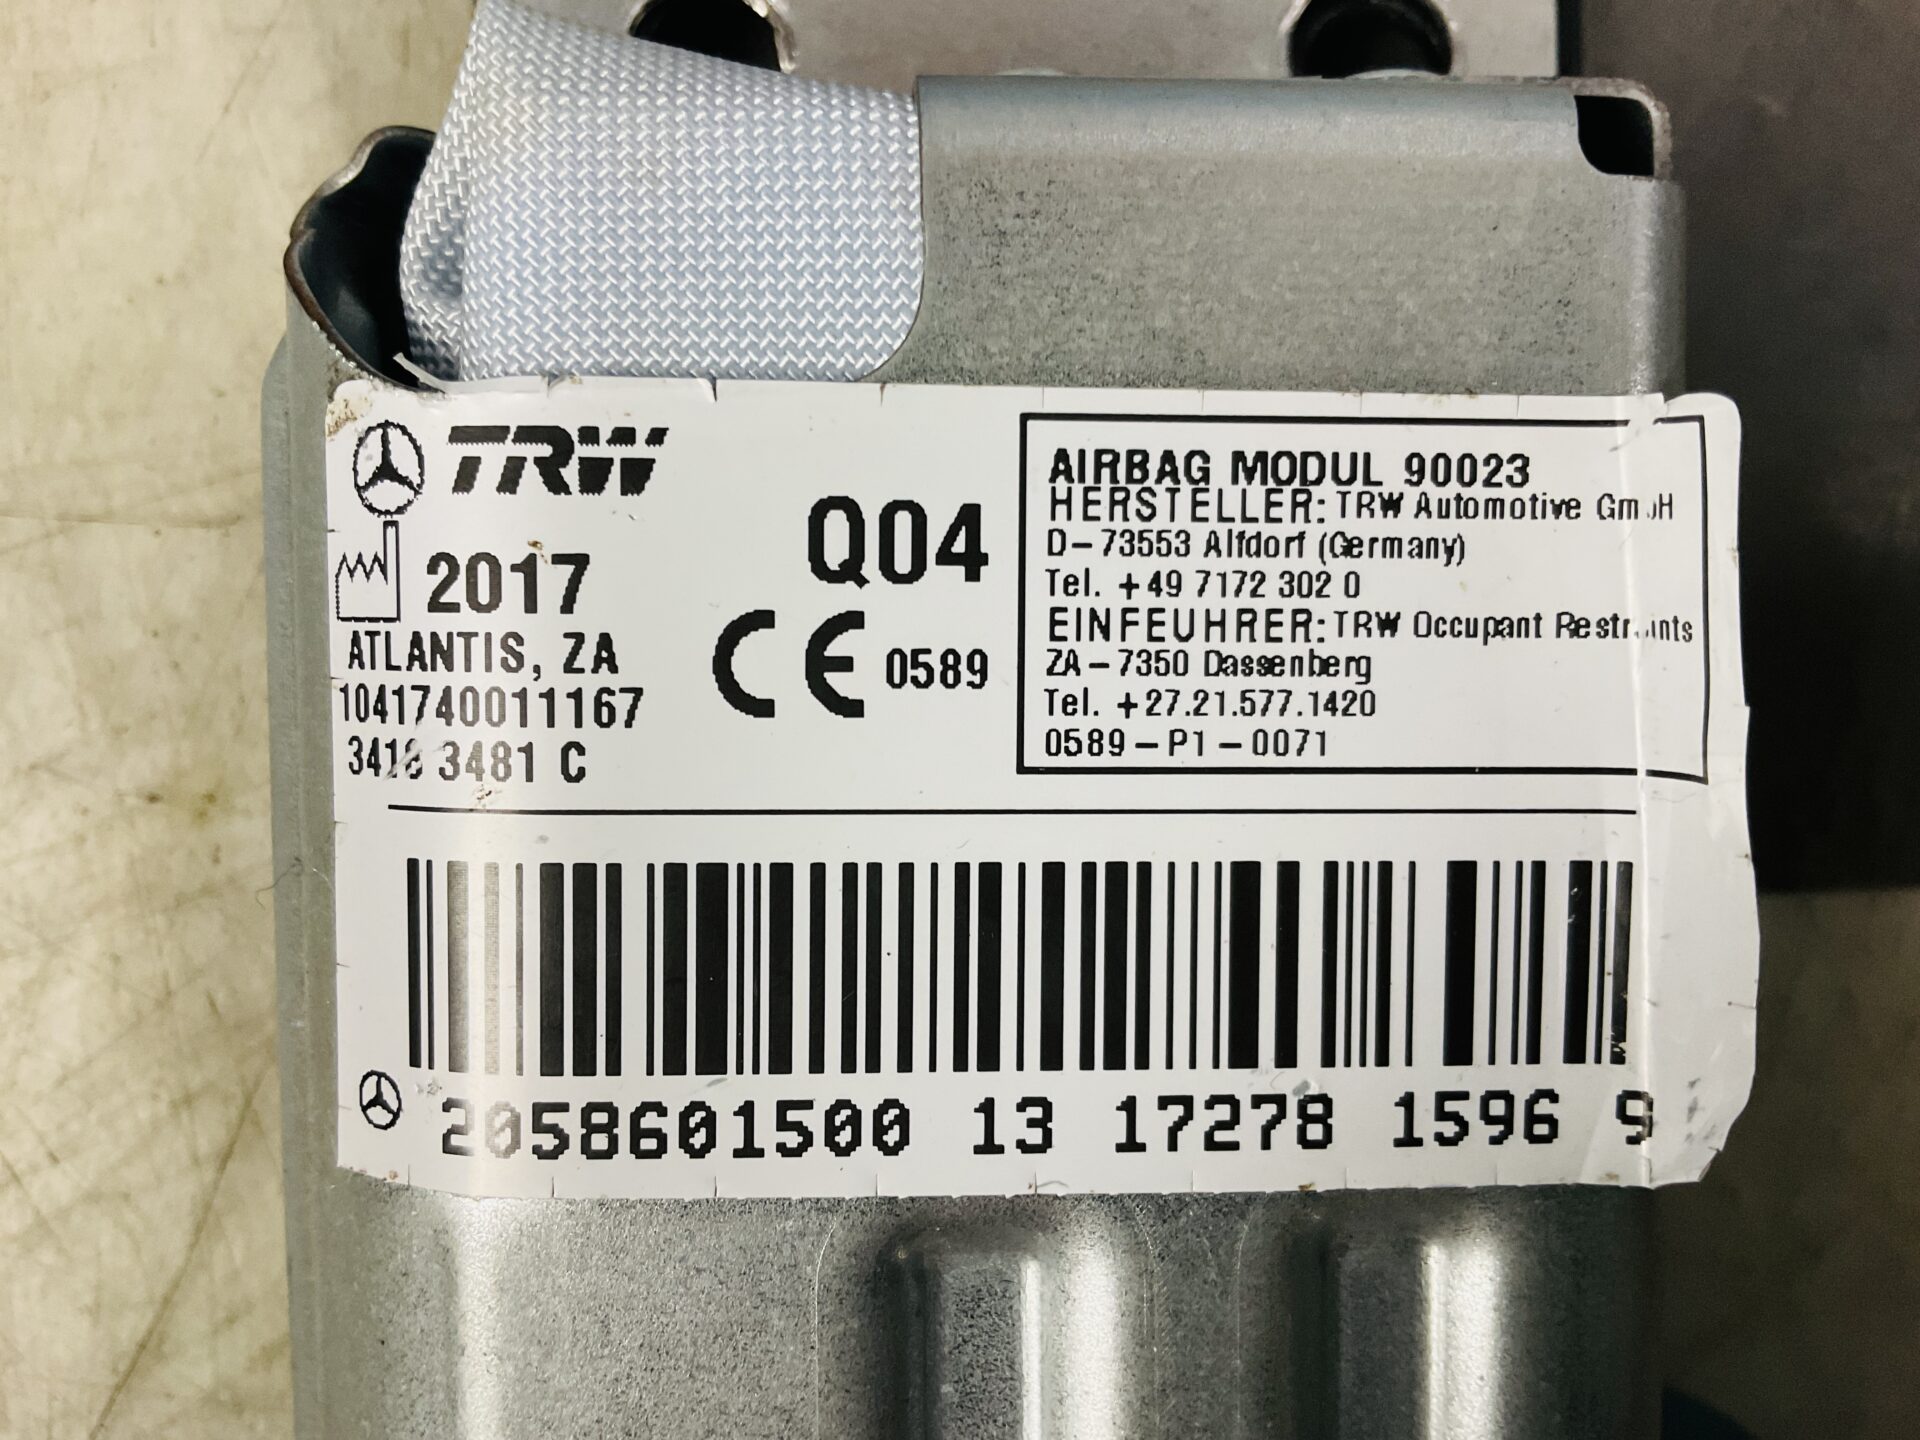 TRW
2017
Q04
ATLANTIS, ZA
CE 0589
1041740011167
3481 C
AIRBAG MODUL 90023
HERSTELLER: TRW Automotive GmbH
D-73553 Alfdorf (Germany)
Tel. +49 7172 302 0
EINFEUHRER: TRW Occupant Restraints
ZA-7350 Dassenberg
Tel. +27.21.577.1420
0589-P1-0071
2058601500 13 17278 1596 9